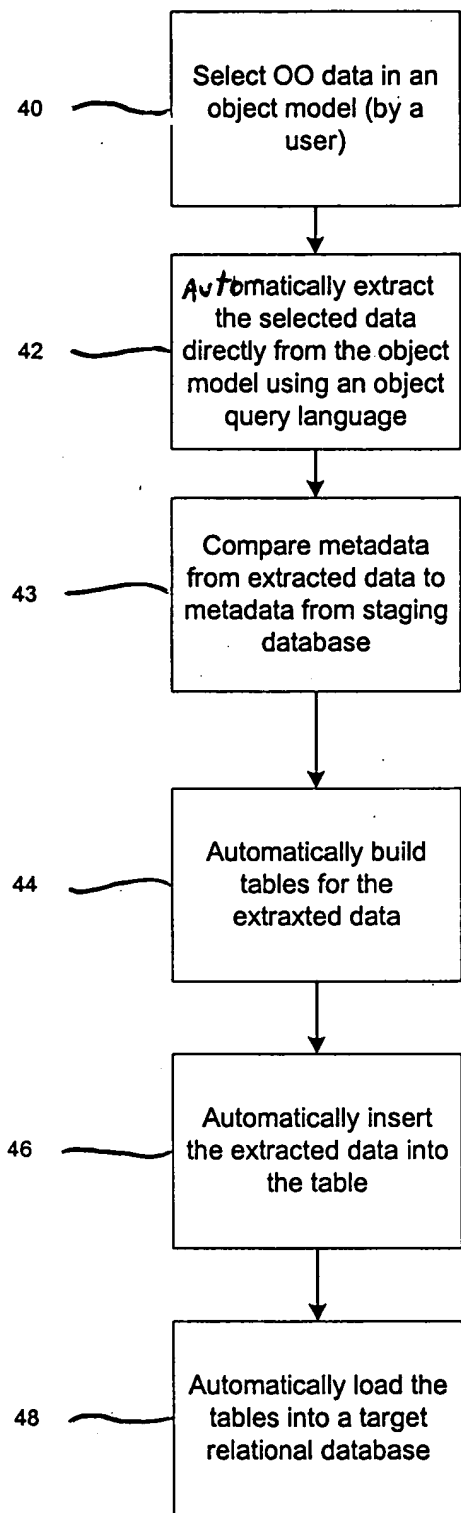 40
Select OO data in an
object model (by a
user)
42
Automatically extract
the selected data
directly from the object
model using an object
query language
43
Compare metadata
from extracted data to
metadata from staging
database
44
Automatically build
tables for the
extraxted data
46
Automatically insert
the extracted data into
the table
48
Automatically load the
tables into a target
relational database